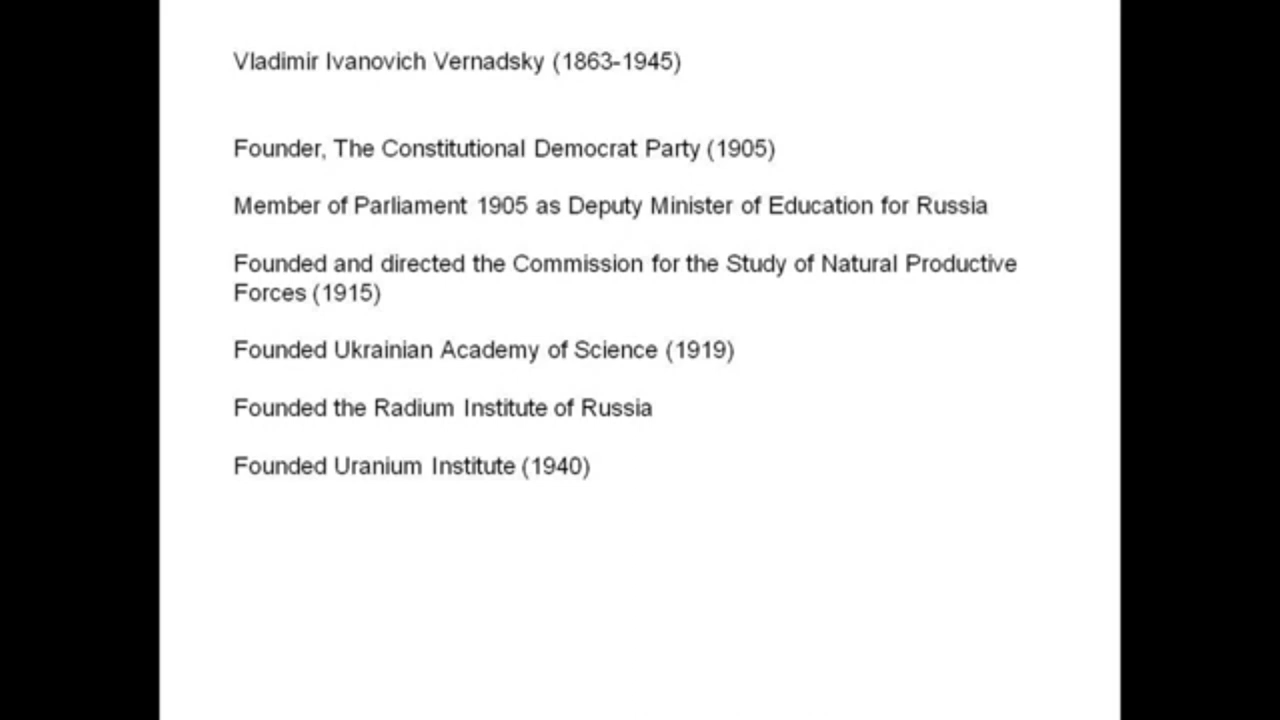 Vladimir Ivanovich Vernadsky (1863-1945)
Founder, The Constitutional Democrat Party (1905)
Member of Parliament 1905 as Deputy Minister of Education for Russia
Founded and directed the Commission for the Study of Natural Productive
Forces (1915)
Founded Ukrainian Academy of Science (1919)
Founded the Radium Institute of Russia
Founded Uranium Institute (1940)